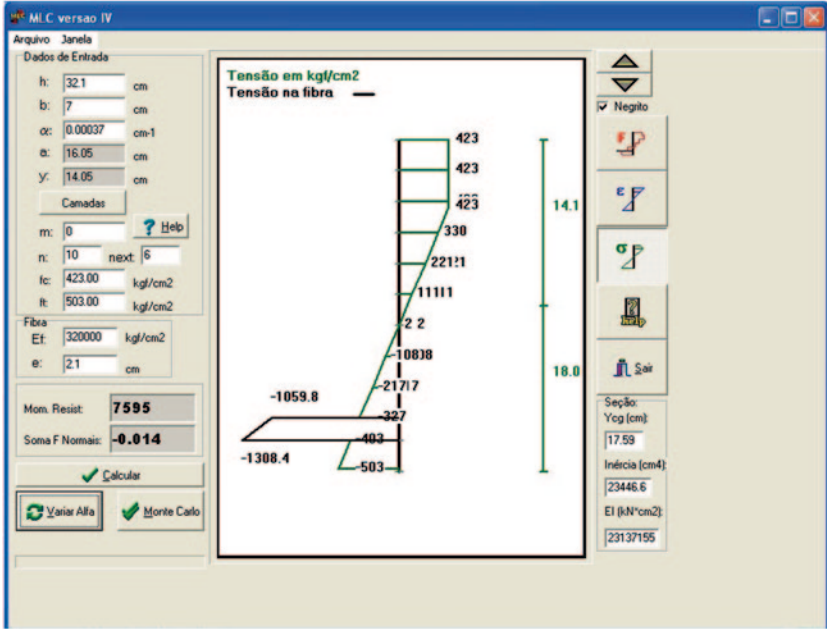 MLC versao IV
Arquivo Janela
Dados de Entrada
h: 32.1 cm
b: 7 cm
α: 0.00037 cm-1
a: 16.05 cm
y: 14.05 cm
Camadas
m: 0 ? Help
n: 10 next: 6
fc: 423.00 kgf/cm2
ft: 503.00 kgf/cm2
Fibra
Ef: 320000 kgf/cm2
e: 2.1 cm
Mom. Resist: 7595
Soma F Normais: -0.014
Calcular
Variar Alfa Monte Carlo
Tensão em kgf/cm2
Tensão na fibra
423
423
423
330
-327
-403
-503
-1059.8
-1308.4
14.1
18.0
Negrito
F
ε
σ
help
Sair
Seção:
Ycg (cm):
17.59
Inércia (cm4):
23446.6
EI (kN*cm2):
23137155